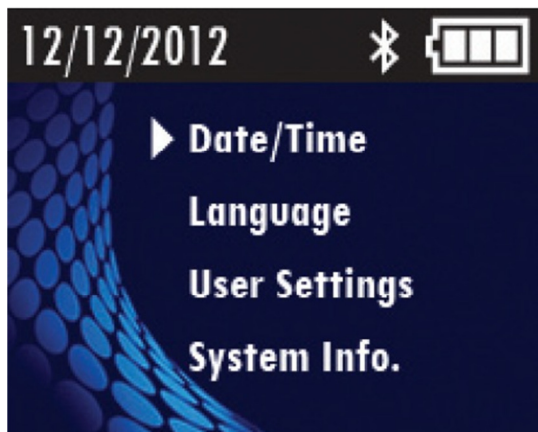 12/12/2012
Date/Time
Language
User Settings
System Info.